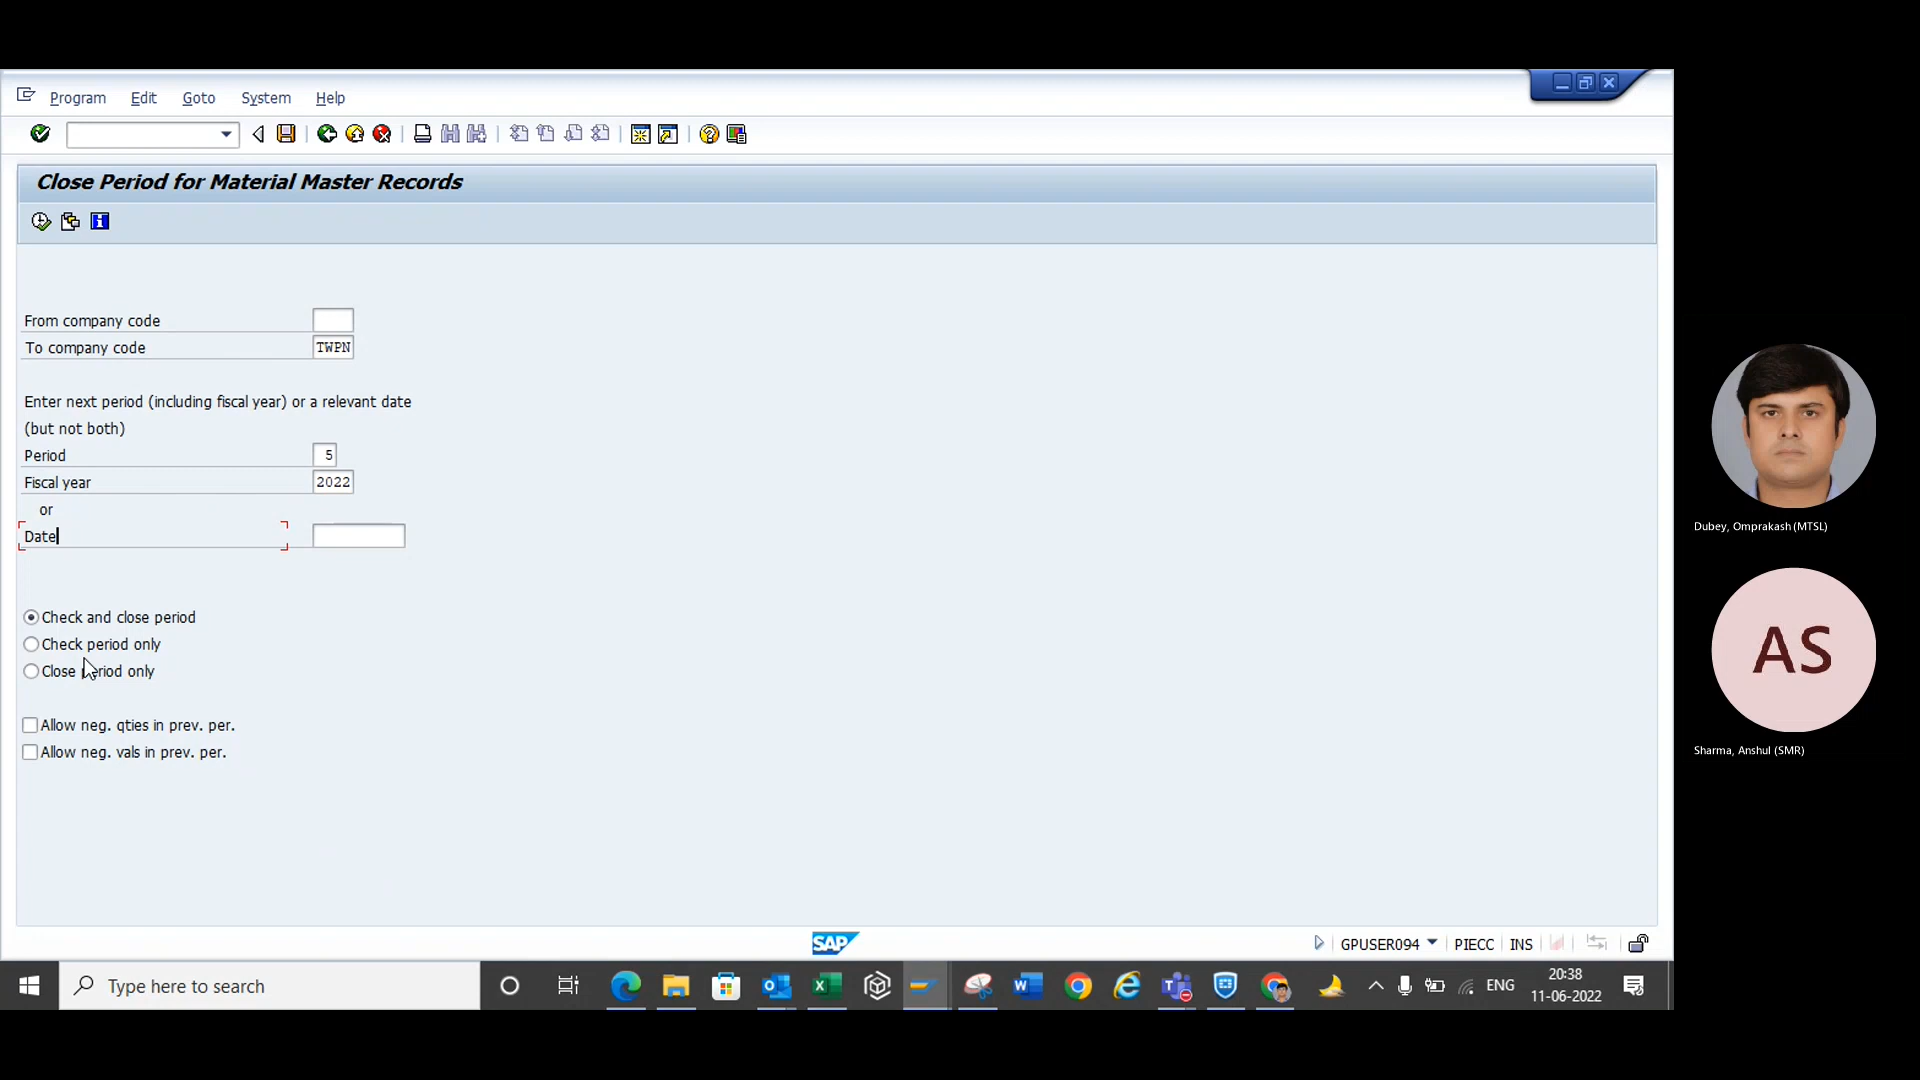 Program Edit Goto System Help
Close Period for Material Master Records
From company code
To company code TWPN
Enter next period (including fiscal year) or a relevant date
(but not both)
Period 5
Fiscal year 2022
or
Date
Check and close period
Check period only
Close period only
Allow neg. qties in prev. per.
Allow neg. vals in prev. per.
SAP
GPUSER094 PIECC INS
Type here to search
ENG
20:38
11-06-2022
Dubey, Omprakash (MTSL)
AS
Sharma, Anshul (SMR)